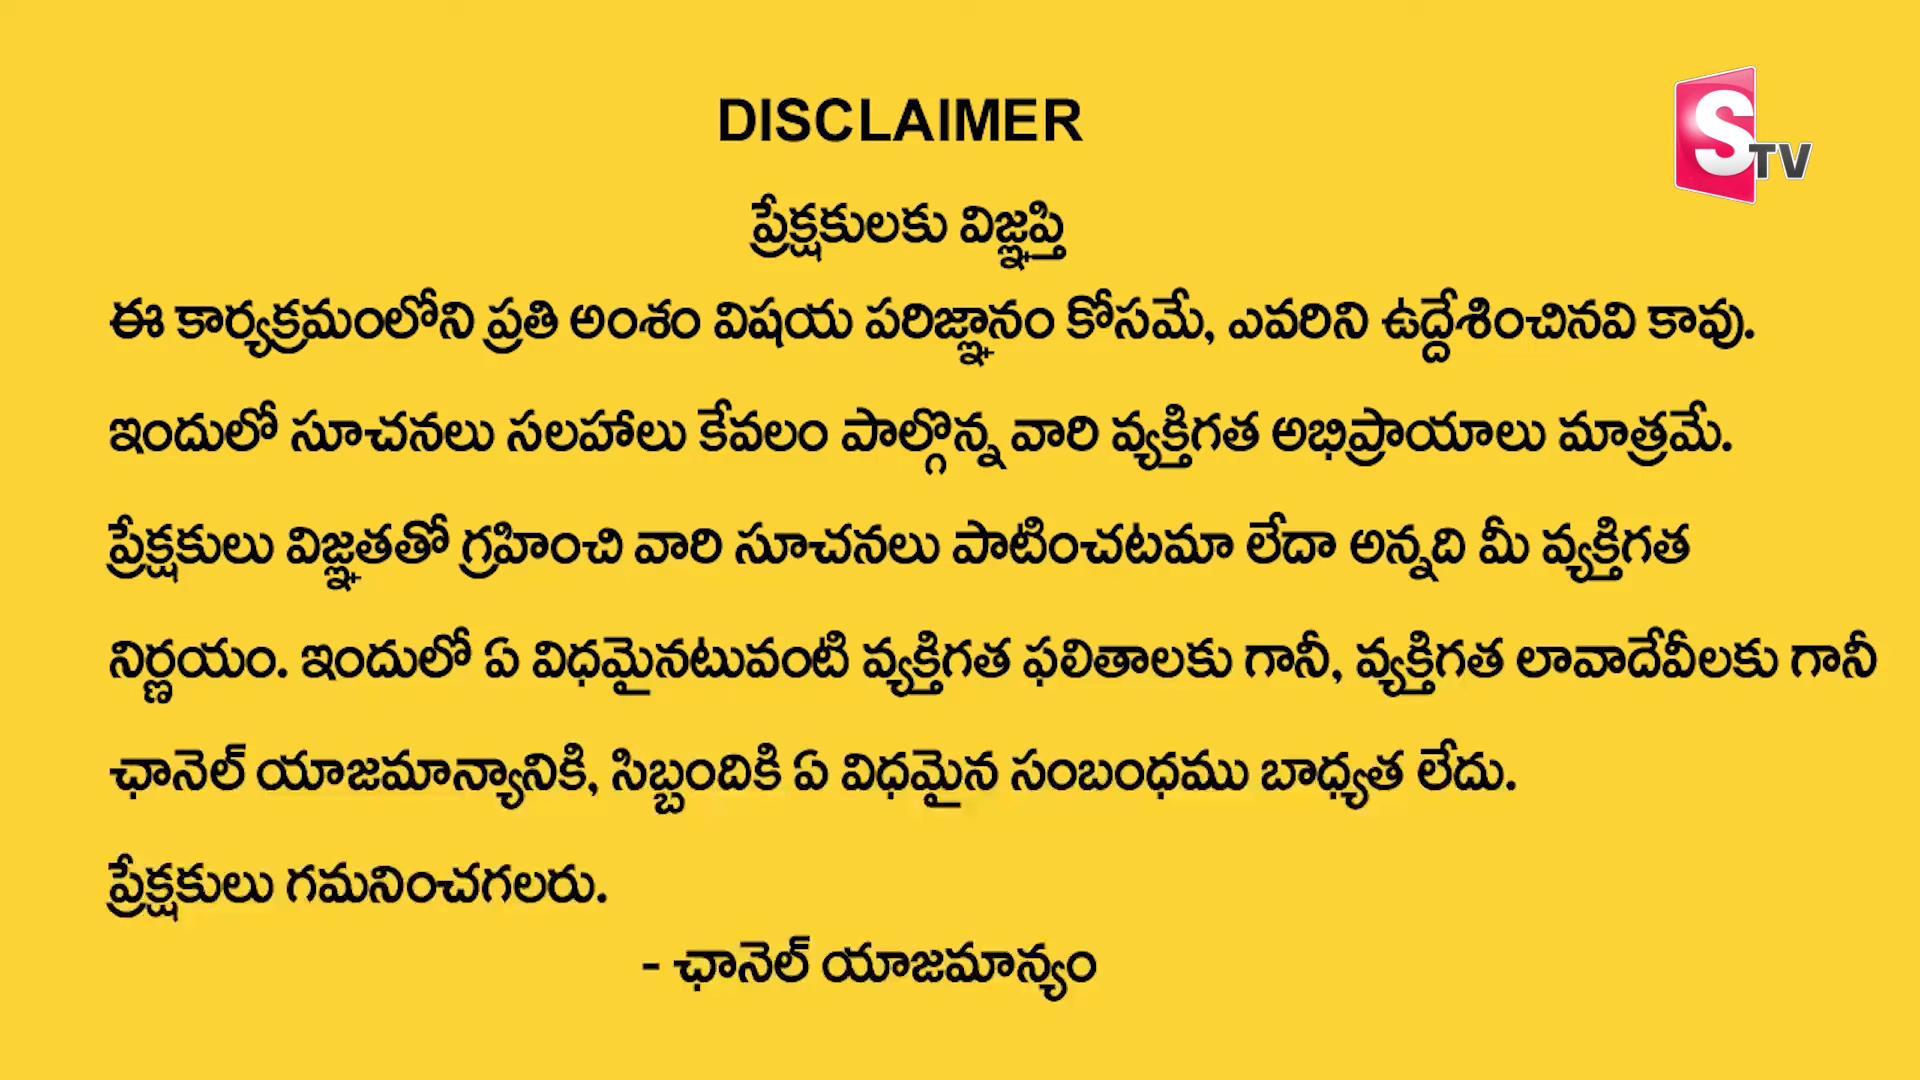 DISCLAIMER
STV
ప్రేక్షకులకు విజ్ఞప్తి
ఈ కార్యక్రమంలోని ప్రతి అంశం విషయ పరిజ్ఞానం కోసమే, ఎవరిని ఉద్దేశించినవి కావు.
ఇందులో సూచనలు సలహాలు కేవలం పాల్గొన్న వారి వ్యక్తిగత అభిప్రాయాలు మాత్రమే.
ప్రేక్షకులు విజ్ఞతతో గ్రహించి వారి సూచనలు పాటించటమా లేదా అన్నది మీ వ్యక్తిగత
నిర్ణయం. ఇందులో ఏ విధమైనటువంటి వ్యక్తిగత ఫలితాలకు గానీ, వ్యక్తిగత లావాదేవీలకు గానీ
ఛానెల్ యాజమాన్యానికి, సిబ్బందికి ఏ విధమైన సంబంధము బాధ్యత లేదు.
ప్రేక్షకులు గమనించగలరు.
- ఛానెల్ యాజమాన్యం